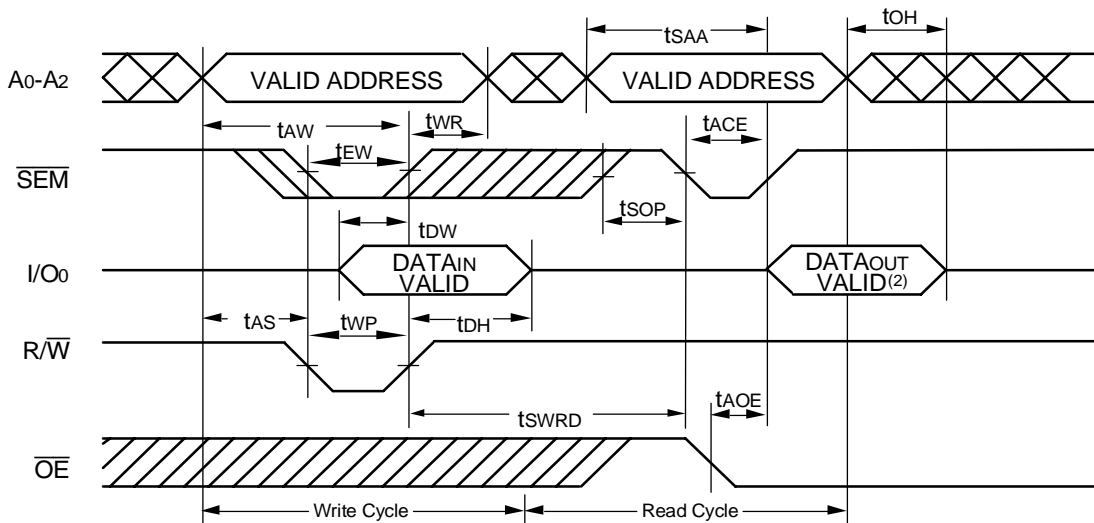 tOH
tSAA
A0-A2
VALID ADDRESS
VALID ADDRESS
tAW
tWR
tACE
tEW
SEM
tSOP
tDW
I/O0
DATAIN
VALID
DATAOUT
VALID(2)
tAS
tWP
tDH
R/W
tSWRD
tAOE
OE
Write Cycle
Read Cycle